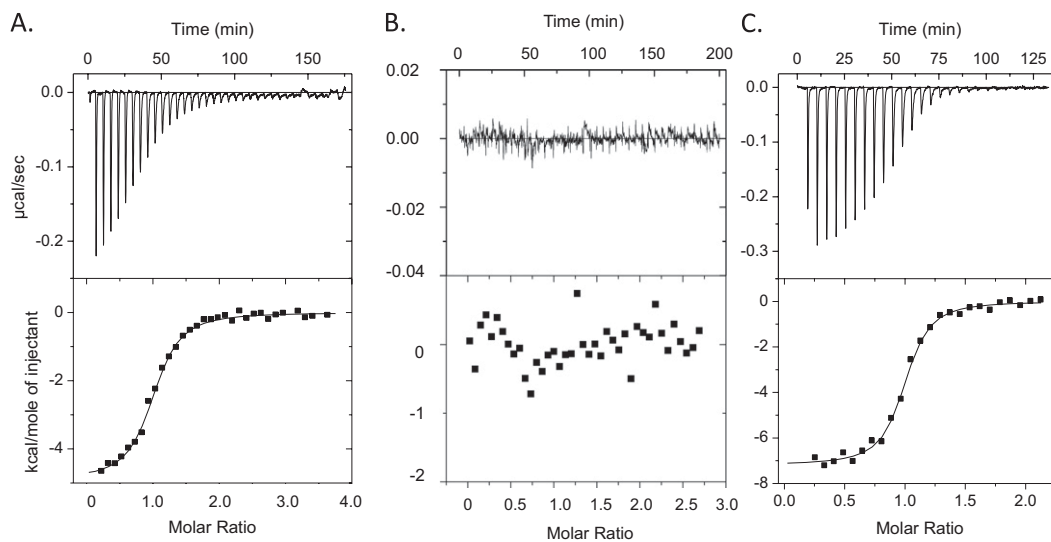 A.
Time (min)
0 50 100 150
0.0
-0.1
-0.2
µcal/sec
0
-2
-4
kcal/mole of injectant
0 1.0 2.0 3.0 4.0
Molar Ratio
B.
Time (min)
0 50 100 150 200
0.02
0.00
-0.02
-0.04
0
-1
-2
0 0.5 1.0 1.5 2.0 2.5 3.0
Molar Ratio
C.
Time (min)
0 25 50 75 100 125
0.0
-0.1
-0.2
-0.3
0
-2
-4
-6
-8
0.0 0.5 1.0 1.5 2.0
Molar Ratio